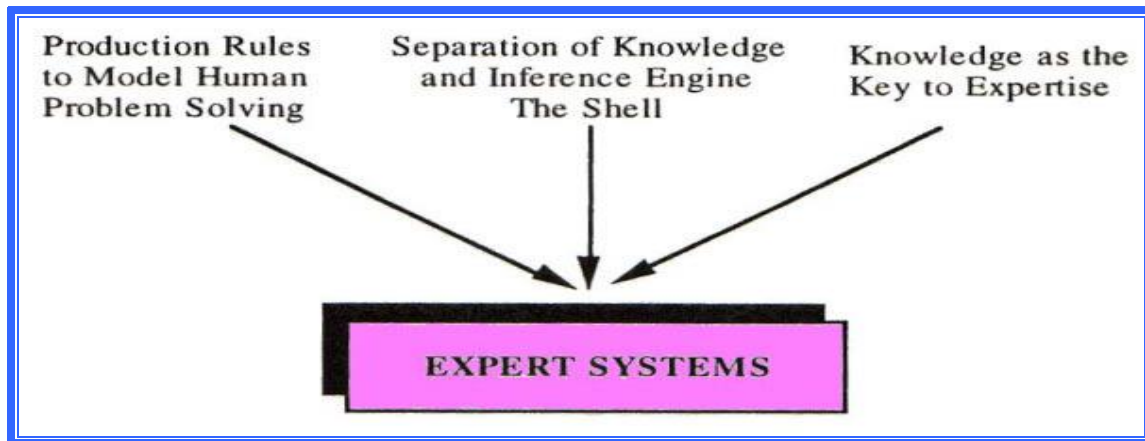 Production Rules
to Model Human
Problem Solving
Separation of Knowledge
and Inference Engine
The Shell
Knowledge as the
Key to Expertise
EXPERT SYSTEMS